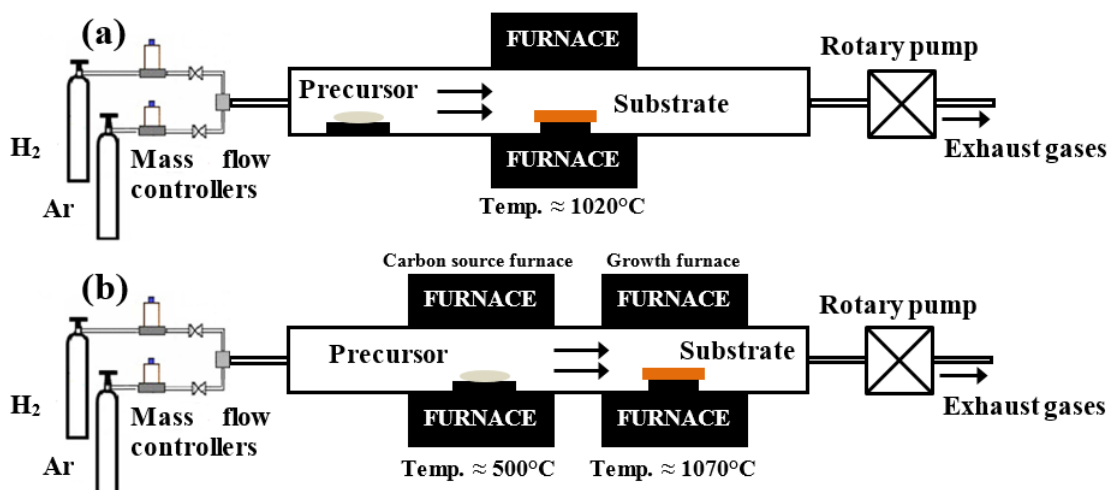 (a)
FURNACE
Rotary pump
Precursor
Substrate
H₂
Mass flow
controllers
Ar
FURNACE
Exhaust gases
Temp. ≈ 1020°C
(b)
Carbon source furnace
Growth furnace
FURNACE
FURNACE
Rotary pump
Precursor
Substrate
H₂
Mass flow
controllers
Ar
FURNACE
FURNACE
Exhaust gases
Temp. ≈ 500°C
Temp. ≈ 1070°C